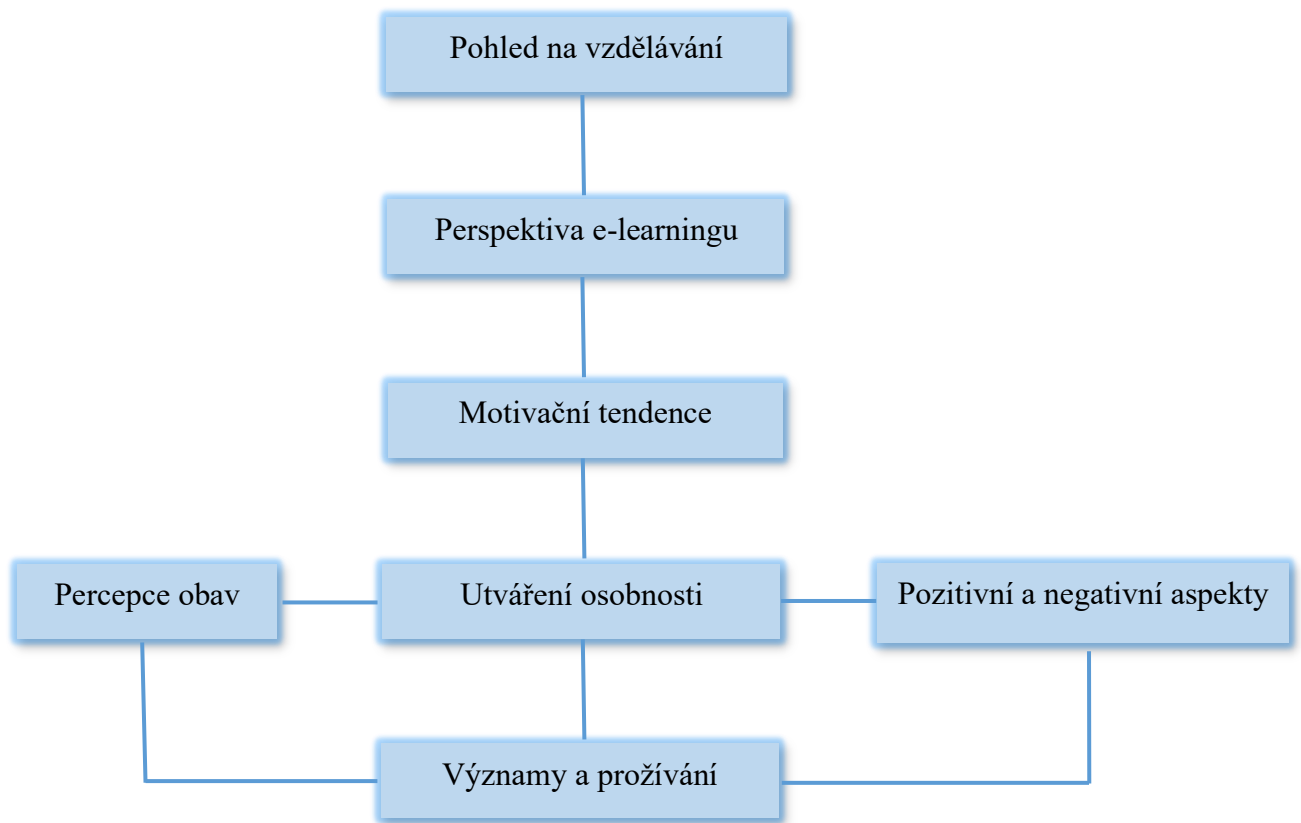 Pohled na vzdělávání
Perspektiva e-learningu
Motivační tendence
Percepce obav
Utváření osobnosti
Pozitivní a negativní aspekty
Významy a prožívání